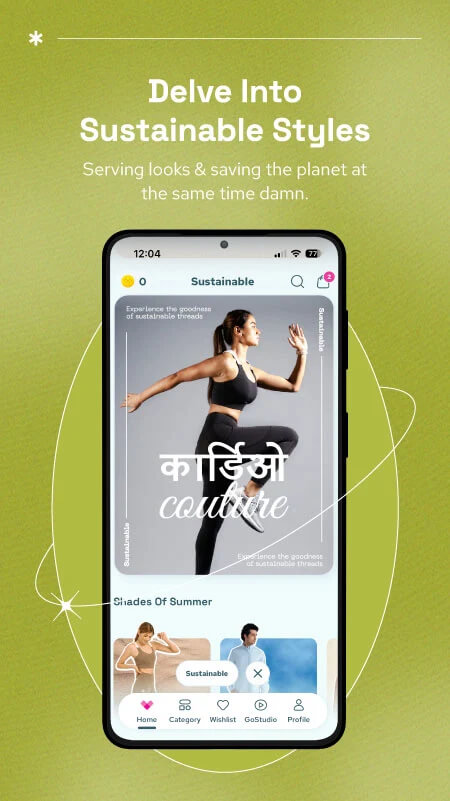 Delve Into
Sustainable Styles
Serving looks & saving the planet at
the same time damn.
12:04
77
0
Sustainable
2
Experience the goodness
of sustainable threads
Sustainable
कार्डिओ
couture
Sustainable
Experience the goodness
of sustainable threads
Shades Of Summer
Sustainable
Home
Category
Wishlist
GoStudio
Profile